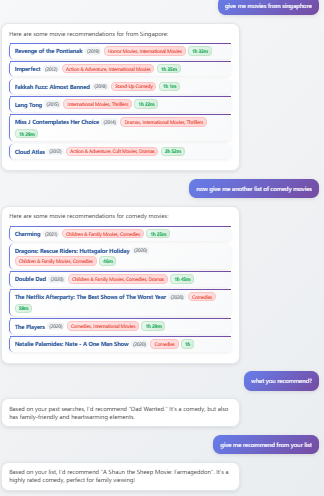 give me movies from singapore
Here are some movie recommendations for Singapore:
Revenge of the Pontianak (2019) Horror Movies, International Movies 1h 32m
Imperfect (2012) Action & Adventure, International Movies 1h 35m
Fakkah Fuzz: Almost Banned (2018) Stand-Up Comedy 1h 1m
Lang Tong (2015) International Movies, Thrillers 1h 22m
Miss J Contemplates Her Choice (2014) Dramas, International Movies, Thrillers
1h 28m
Cloud Atlas (2012) Action & Adventure, Cult Movies, Dramas 2h 52m
now give me another list of comedy movies
Here are some movie recommendations for comedy movies:
Charming (2021) Children & Family Movies, Comedies 1h 25m
Dragons: Rescue Riders: Huttsgalor Holiday (2020)
Children & Family Movies, Comedies 46m
Double Dad (2020) Children & Family Movies, Comedies, Dramas 1h 45m
The Netflix Afterparty: The Best Shows of The Worst Year (2020) Comedies
The Players (2020) Comedies, International Movies 1h 28m
Natalie Palamides: Nate - A One Man Show (2020) Comedies 1h
what you recommend?
Based on your past searches, I'd recommend "Dad Wanted." It's a comedy, but also
has family-friendly and heartwarming elements.
give me recommend from your list
Based on your list, I'd recommend "A Shaun the Sheep Movie: Farmageddon". It's a
highly rated comedy, perfect for family viewing!